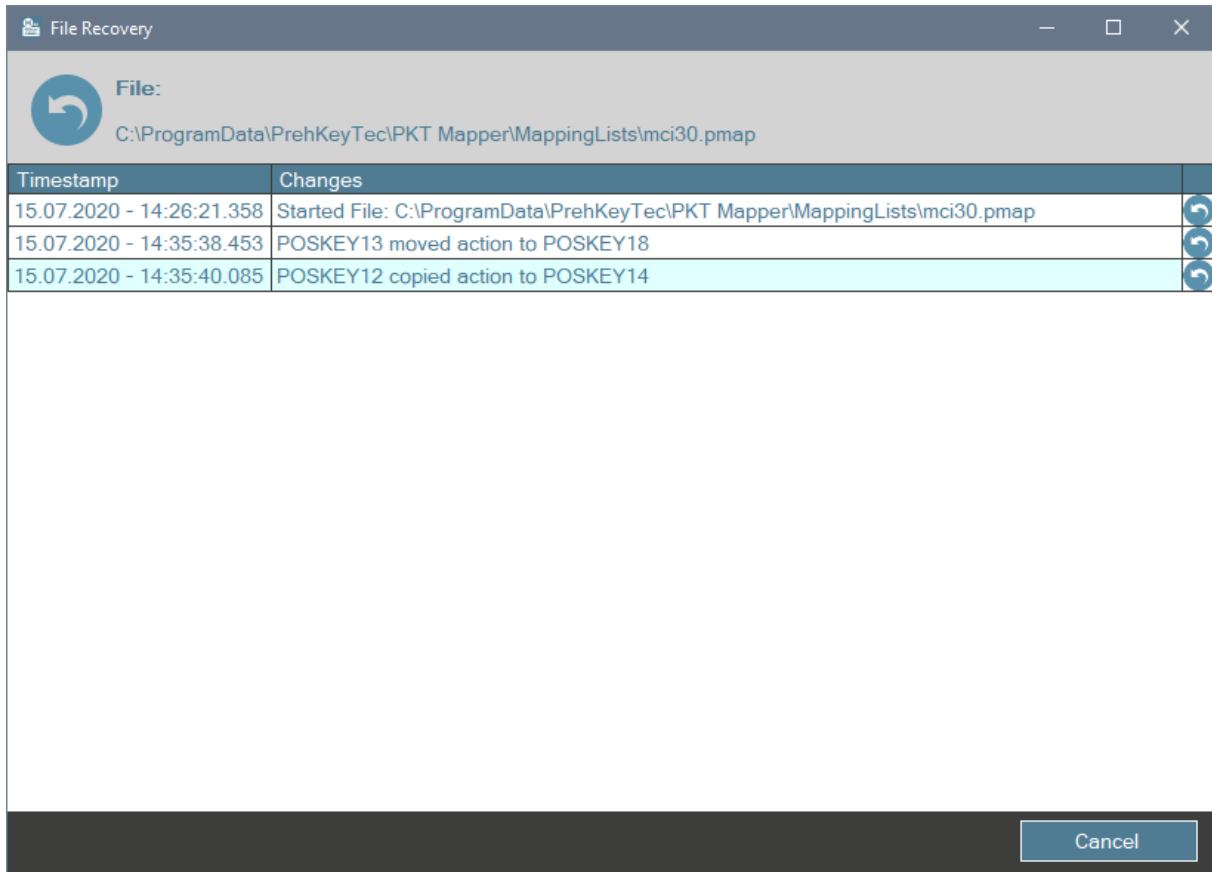 File Recovery
File:
C:\ProgramData\PrehKeyTec\PKT Mapper\MappingLists\mci30.pmap
Timestamp Changes
15.07.2020 - 14:26:21.358 Started File: C:\ProgramData\PrehKeyTec\PKT Mapper\MappingLists\mci30.pmap
15.07.2020 - 14:35:38.453 POSKEY13 moved action to POSKEY18
15.07.2020 - 14:35:40.085 POSKEY12 copied action to POSKEY14
Cancel